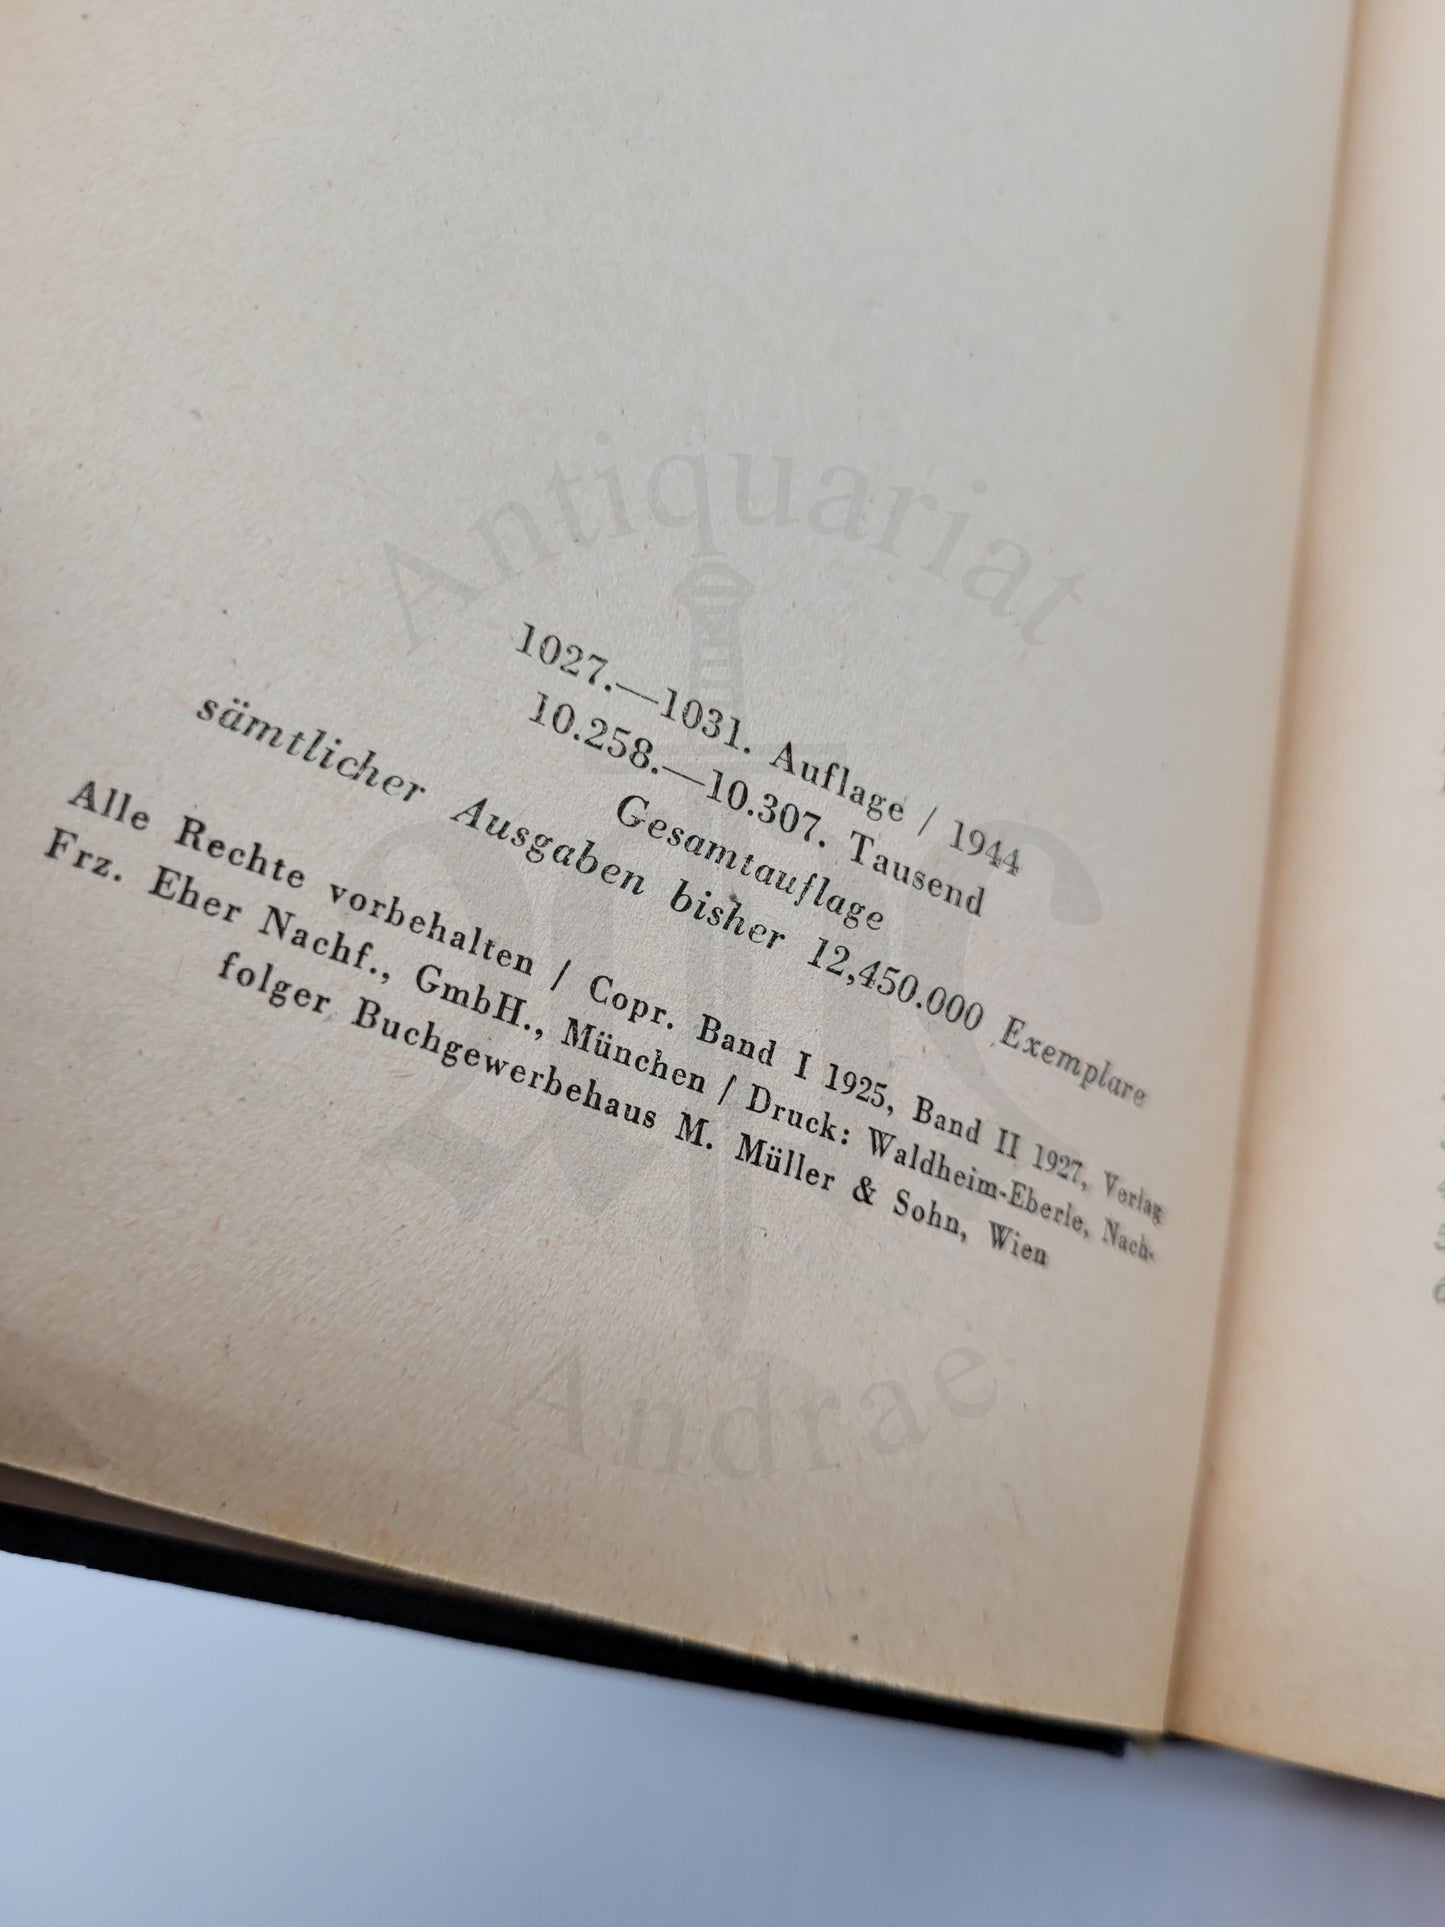 Antiquariat
1027.—1031. Auflage / 1944
10.258.—10.307. Tausend
Gesamtauflage
sämtlicher Ausgaben bisher 12,450.000 Exemplare
Alle Rechte vorbehalten / Copr. Band I 1925, Band II 1927, Verlag
Frz. Eher Nachf., GmbH., München / Druck: Waldheim-Eberle, Nach-
folger Buchgewerbehaus M. Müller & Sohn, Wien
Andrae